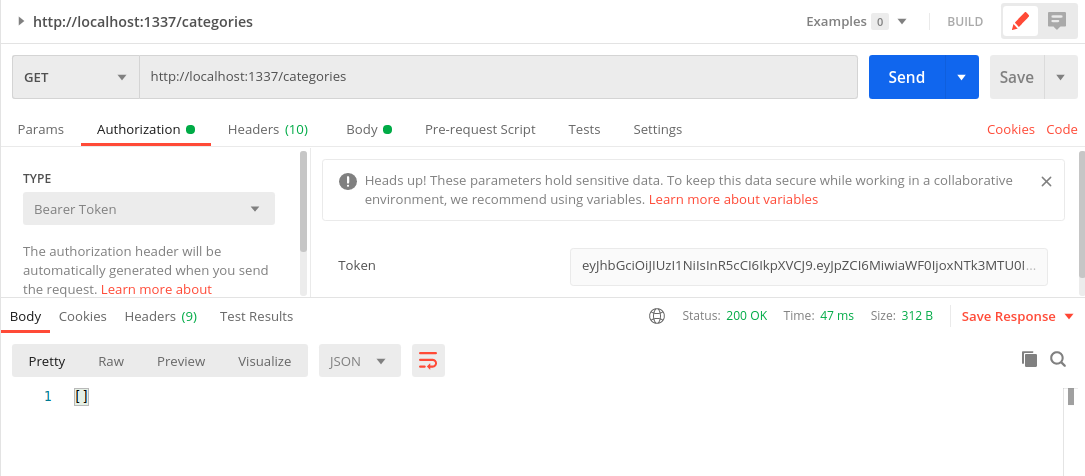 http://localhost:1337/categories
Examples 0
BUILD
GET
http://localhost:1337/categories
Send
Save
Params
Authorization
Headers (10)
Body
Pre-request Script
Tests
Settings
Cookies
Code
TYPE
Bearer Token
The authorization header will be
automatically generated when you send
the request. Learn more about
Heads up! These parameters hold sensitive data. To keep this data secure while working in a collaborative
environment, we recommend using variables. Learn more about variables
Token
eyJhbGciOiJIUzI1NiIsInR5cCI6IkpXVCJ9.eyJpZCI6MiwiaWF0IjoxNTk3MTU0I...
Body
Cookies
Headers (9)
Test Results
Status: 200 OK
Time: 47 ms
Size: 312 B
Save Response
Pretty
Raw
Preview
Visualize
JSON
1 []